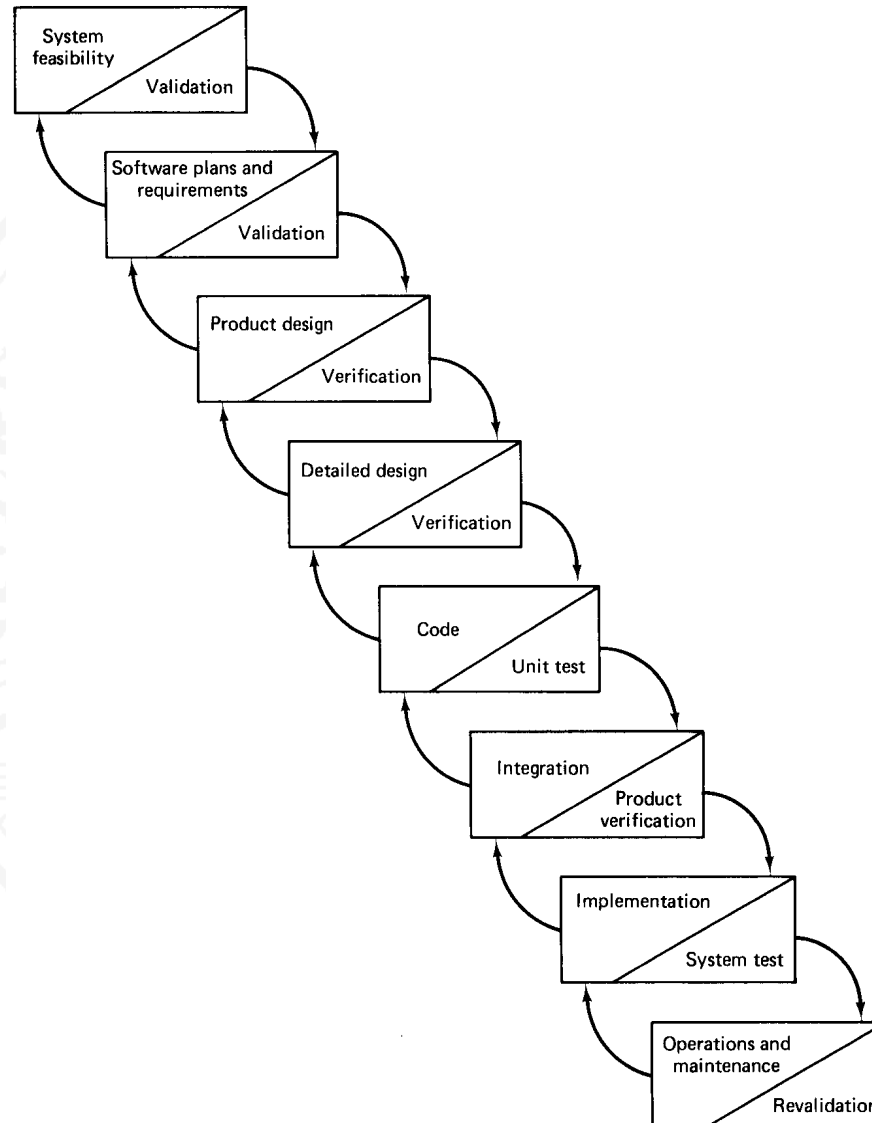 System
feasibility
Validation
Software plans and
requirements
Validation
Product design
Verification
Detailed design
Verification
Code
Unit test
Integration
Product
verification
Implementation
System test
Operations and
maintenance
Revalidation